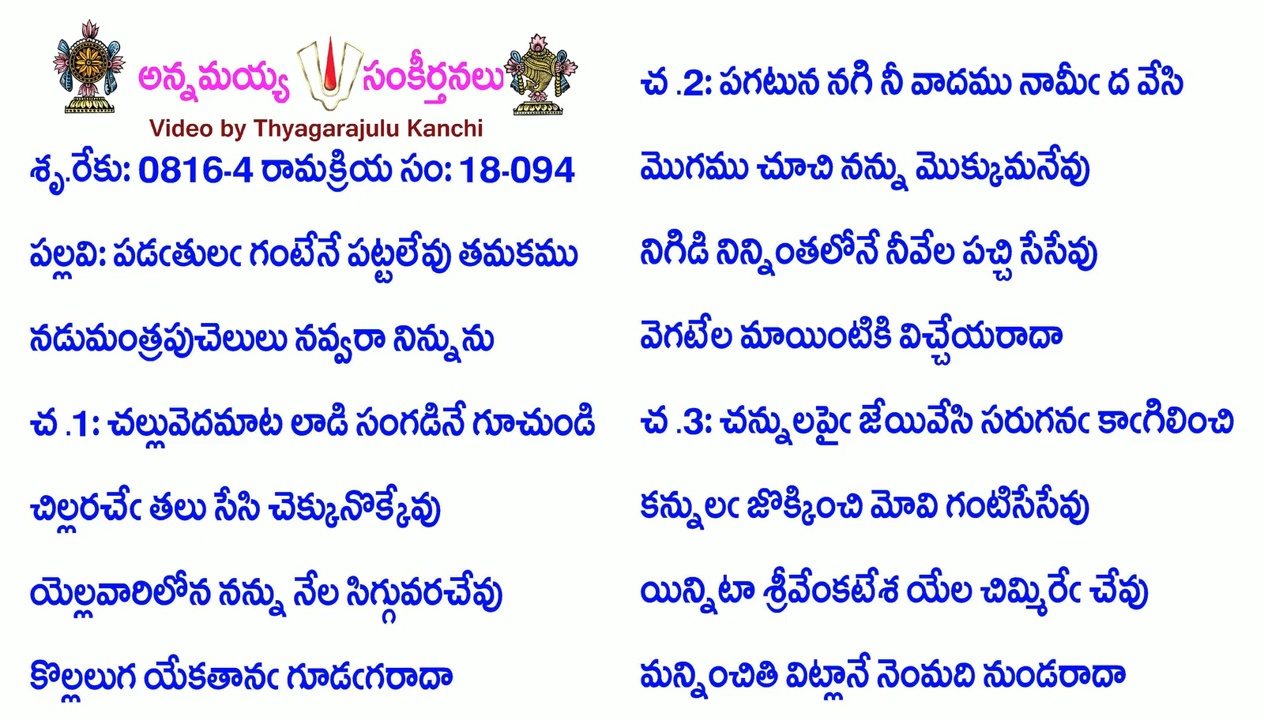 అన్నమయ్య సంకీర్తనలు
Video by Thyagarajulu Kanchi
శృ.రేకు: 0816-4 రామక్రియ సం: 18-094
పల్లవి: పడఁతులఁ గంటేనే పట్టలేవు తమకము
నడుమంత్రపుచెలులు నవ్వరా నిన్నును
చ .1: చల్లువెదమాట లాడి సంగడినే గూచుండి
చిల్లరచేఁ తలు సేసి చెక్కునొక్కేవు
యెల్లవారిలోన నన్ను నేల సిగ్గువరచేవు
కొల్లలుగ యేకతానఁ గూడఁగరాదా
చ .2: పగటున నగి నీ వాదము నామీఁ ద వేసి
మొగము చూచి నన్ను మొక్కుమనేవు
నిగిడి నిన్నింతలోనే నీవేల పచ్చి సేసేవు
వెగటేల మాయింటికి విచ్చేయరాదా
చ .3: చన్నులపైఁ జేయివేసి సరుగనఁ కాఁగిలించి
కన్నులఁ జొక్కించి మోవి గంటిసేసేవు
యిన్నిటా శ్రీవేంకటేశ యేల చిమ్మిరేఁ చేవు
మన్నించితి విట్లానే నెంమది నుండరాదా